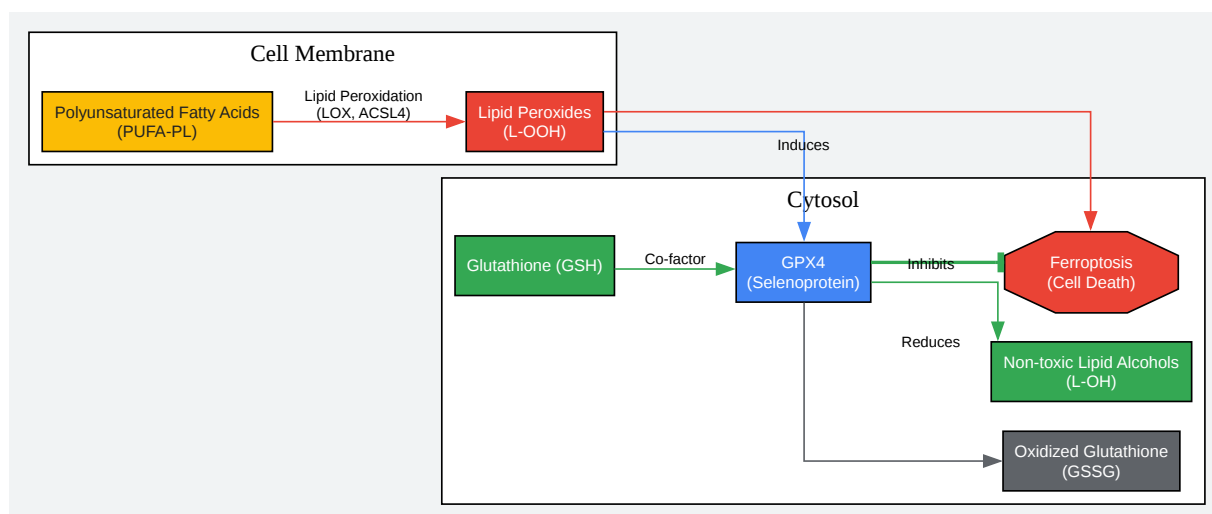 Cell Membrane
Polyunsaturated Fatty Acids
(PUFA-PL)
Lipid Peroxidation
(LOX, ACSL4)
Lipid Peroxides
(L-OOH)
Induces
Cytosol
Glutathione (GSH)
Co-factor
GPX4
(Selenoprotein)
Inhibits
Ferroptosis
(Cell Death)
Reduces
Non-toxic Lipid Alcohols
(L-OH)
Oxidized Glutathione
(GSSG)